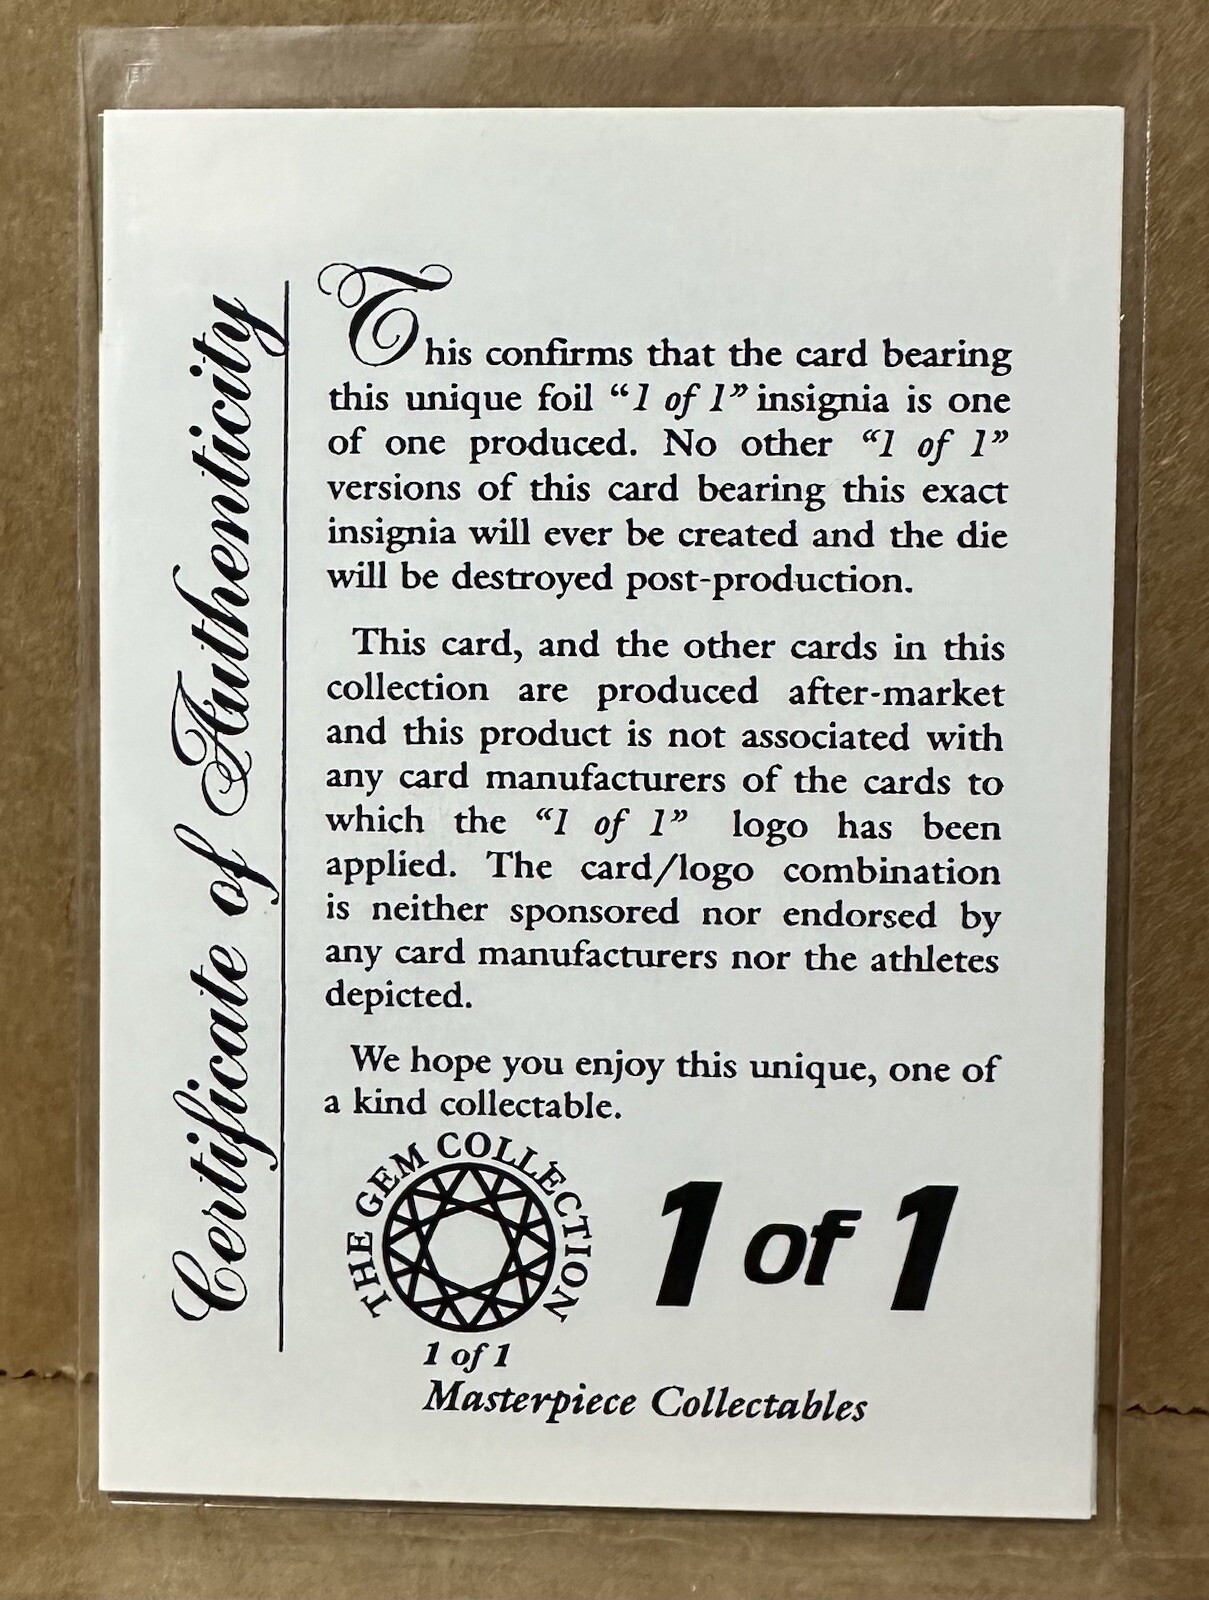 Certificate of Authenticity
This confirms that the card bearing
this unique foil “1 of 1” insignia is one
of one produced. No other “1 of 1”
versions of this card bearing this exact
insignia will ever be created and the die
will be destroyed post-production.
This card, and the other cards in this
collection are produced after-market
and this product is not associated with
any card manufacturers of the cards to
which the “1 of 1” logo has been
applied. The card/logo combination
is neither sponsored nor endorsed by
any card manufacturers nor the athletes
depicted.
We hope you enjoy this unique, one of
a kind collectable.
THE GEM COLLECTION
1 of 1
1 of 1
Masterpiece Collectables